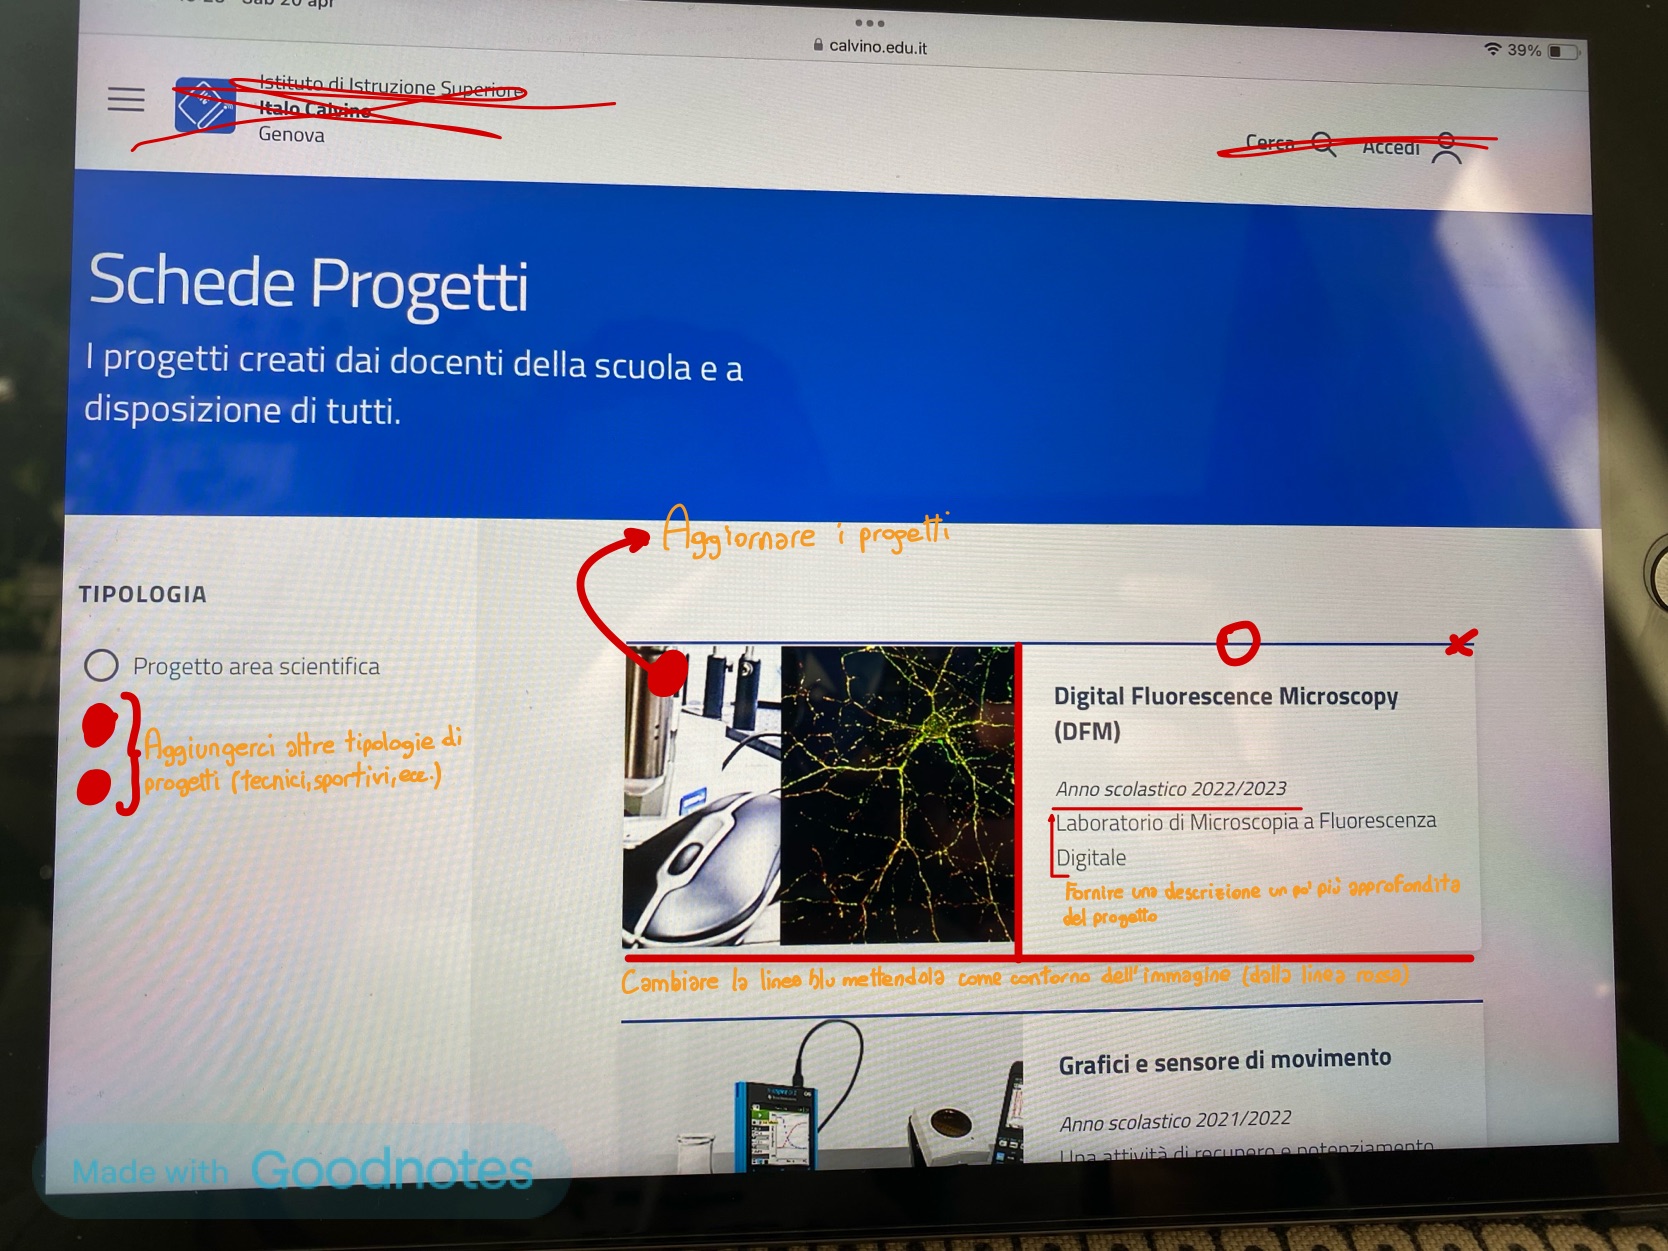 Sab 20 apr
calvino.edu.it
39%
Istituto di Istruzione Superiore
Italo Calvino
Genova
Cerca
Accedi
Schede Progetti
I progetti creati dai docenti della scuola e a
disposizione di tutti.
Aggiornare i progetti
TIPOLOGIA
Progetto area scientifica
Aggiungerci altre tipologie di
progetti (tecnici, sportivi, ecc.)
Digital Fluorescence Microscopy
(DFM)
Anno scolastico 2022/2023
Laboratorio di Microscopia a Fluorescenza
Digitale
Fornire una descrizione un po' più approfondita
del progetto
Cambiare la linea blu mettendola come contorno dell'immagine (dalla linea rossa)
Grafici e sensore di movimento
Anno scolastico 2021/2022
Una attività di recupero e potenziamento
Made with Goodnotes